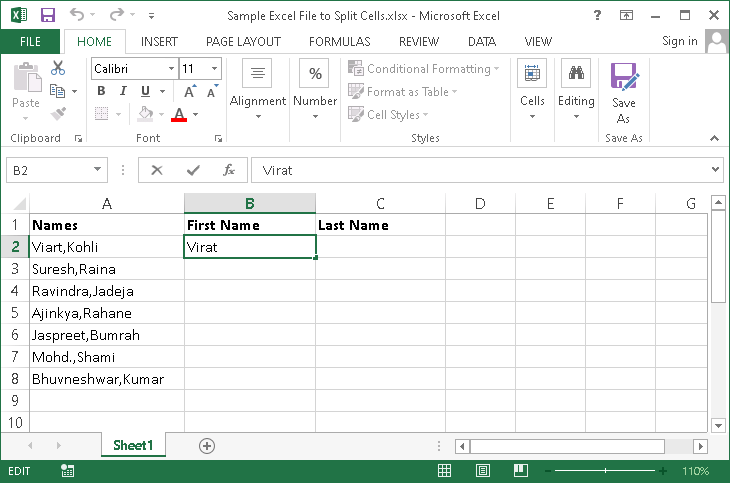 Sample Excel File to Split Cells.xlsx - Microsoft Excel
?
FILE HOME INSERT PAGE LAYOUT FORMULAS REVIEW DATA VIEW Sign in
Paste
Clipboard
Calibri 11
B I U A A
A
Font
Alignment
%
Number
Conditional Formatting
Format as Table
Cell Styles
Styles
Cells
Editing
Save
As
Save As
B2 fx Virat
A B C D E F G
1 Names First Name Last Name
2 Viart,Kohli Virat
3 Suresh,Raina
4 Ravindra,Jadeja
5 Ajinkya,Rahane
6 Jaspreet,Bumrah
7 Mohd.,Shami
8 Bhuvneshwar,Kumar
9
10
Sheet1
EDIT 110%